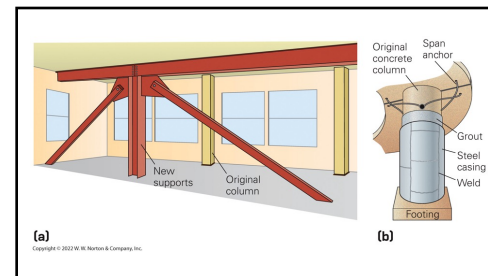 New
supports
Original
column
(a)
Copyright © 2022 W. W. Norton & Company, Inc.
Original
concrete
column
Span
anchor
Grout
Steel
casing
Weld
Footing
(b)